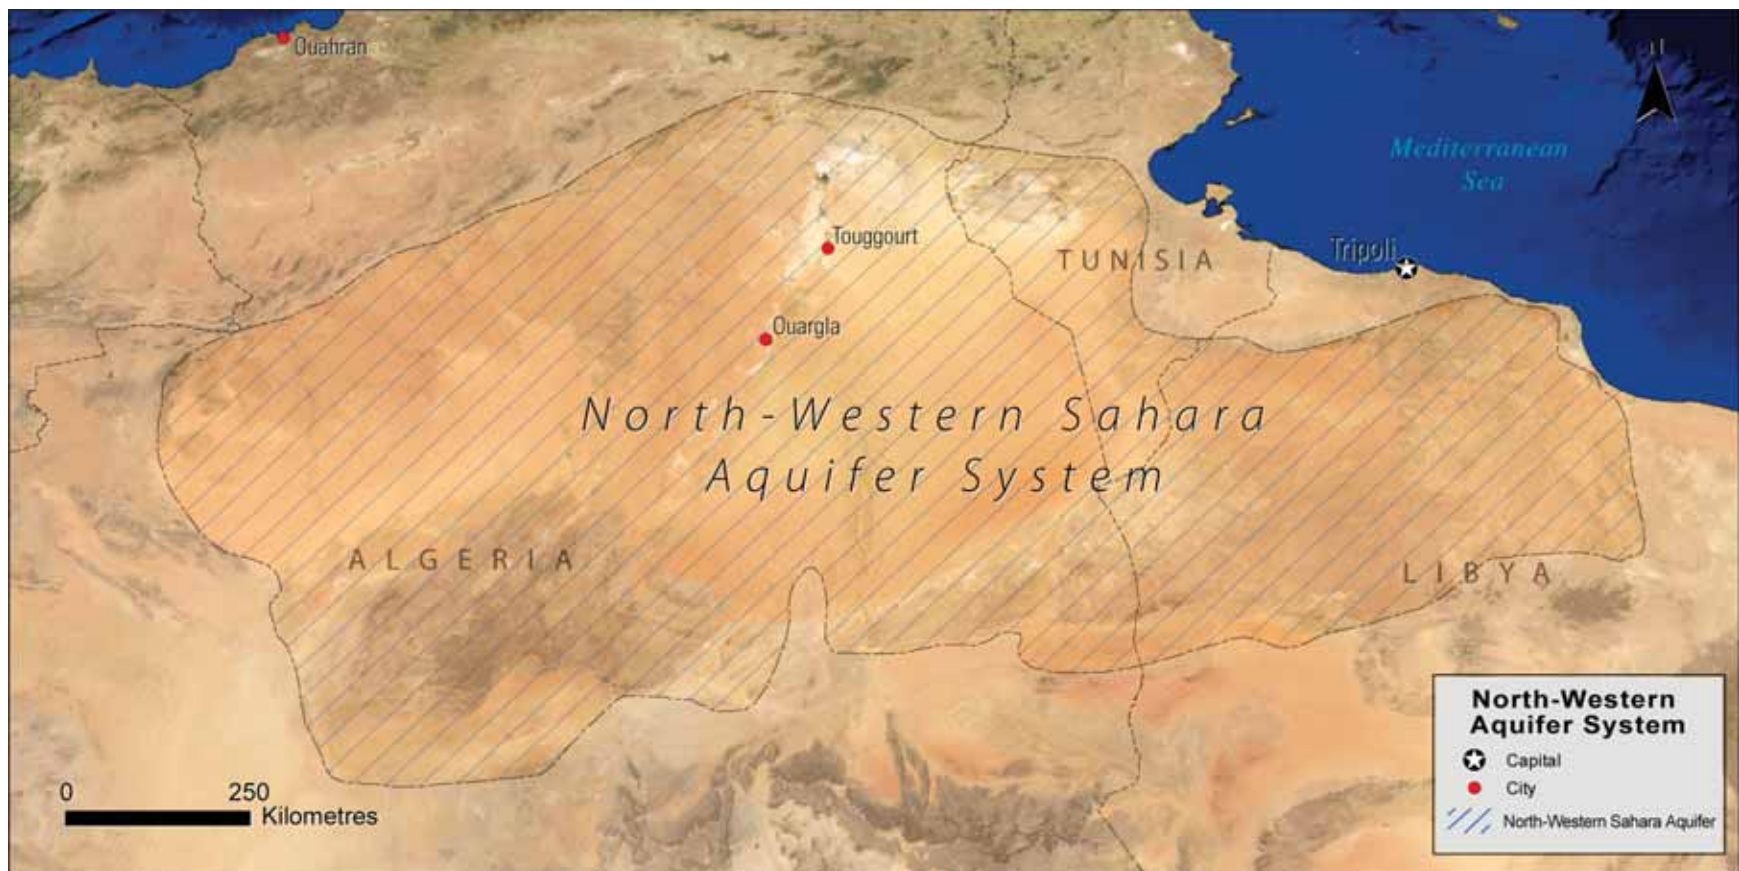 Ouahran
N
Mediterranean
Sea
Touggourt
TUNISIA
Tripoli
Ouargla
North-Western Sahara
Aquifer System
ALGERIA
LIBYA
North-Western
Aquifer System
Capital
City
North-Western Sahara Aquifer
0 250
Kilometres